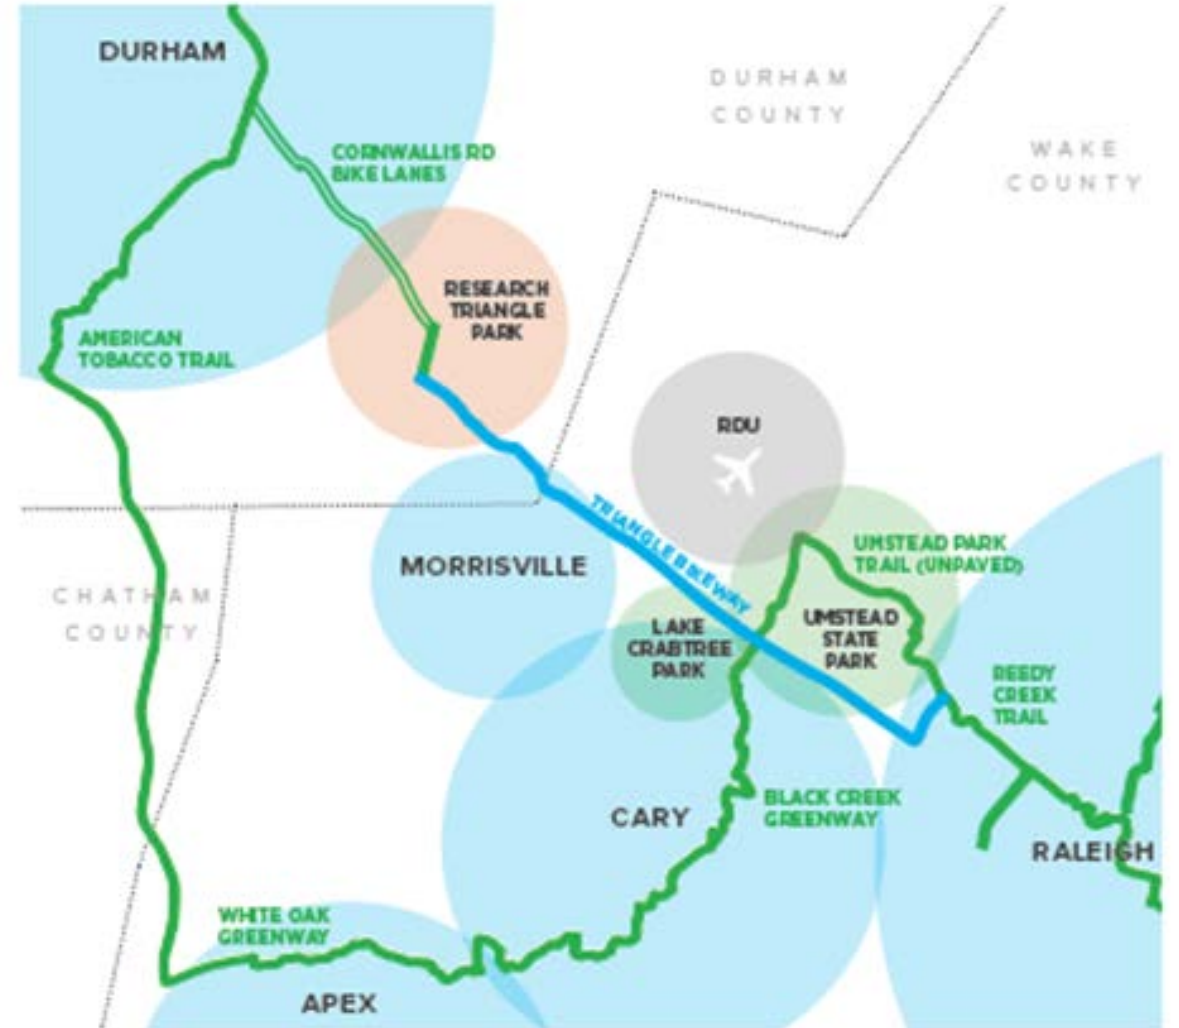 DURHAM
DURHAM
COUNTY
WAKE
COUNTY
CORNWALLIS RD
BIKE LANES
RESEARCH
TRIANGLE
PARK
AMERICAN
TOBACCO TRAIL
RDU
TRIANGLE BIKEWAY
MORRISVILLE
UMSTEAD PARK
TRAIL (UNPAVED)
CHATHAM
COUNTY
LAKE
CRABTREE
PARK
UMSTEAD
STATE
PARK
REEDY
CREEK
TRAIL
CARY
BLACK CREEK
GREENWAY
RALEIGH
WHITE OAK
GREENWAY
APEX